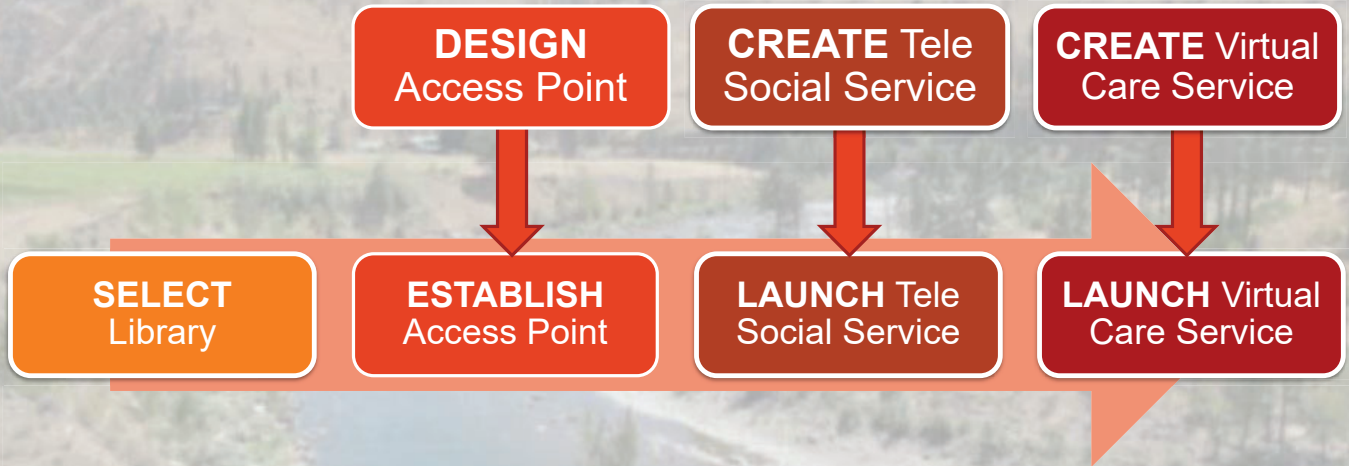 DESIGN
Access Point
CREATE Tele
Social Service
CREATE Virtual
Care Service
SELECT
Library
ESTABLISH
Access Point
LAUNCH Tele
Social Service
LAUNCH Virtual
Care Service